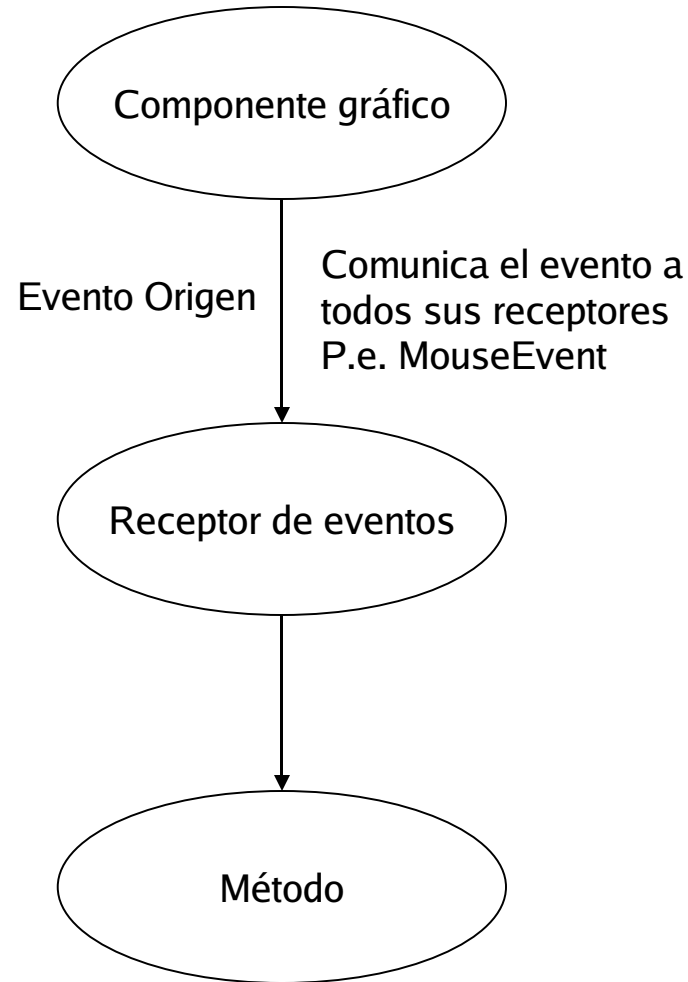 Componente gráfico
Evento Origen
Comunica el evento a
todos sus receptores
P.e. MouseEvent
Receptor de eventos
Método